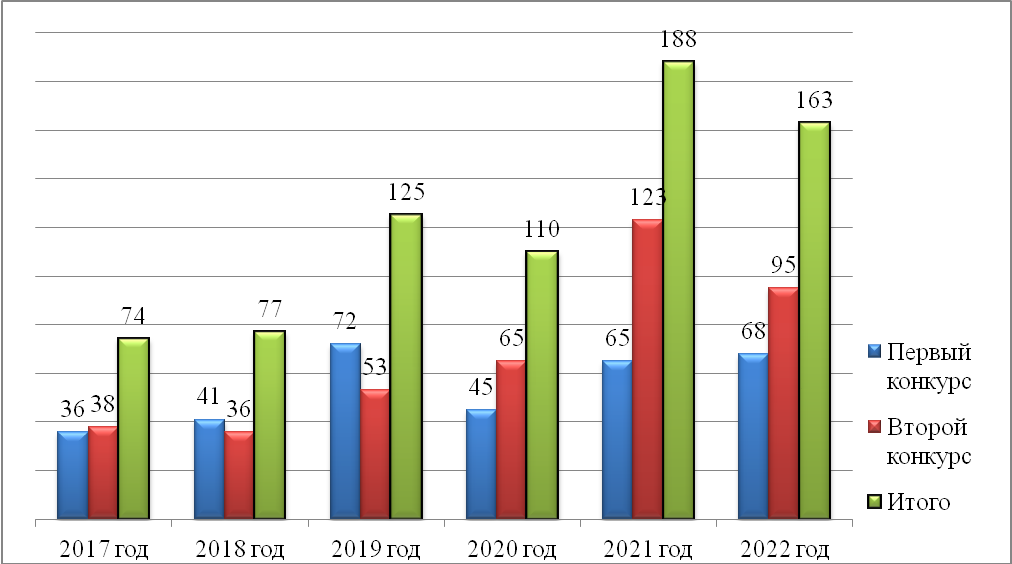 188
163
125
123
110
95
74
77
72
65
65
68
53
45
36
38
41
36
Первый
конкурс
Второй
конкурс
Итого
2017 год
2018 год
2019 год
2020 год
2021 год
2022 год